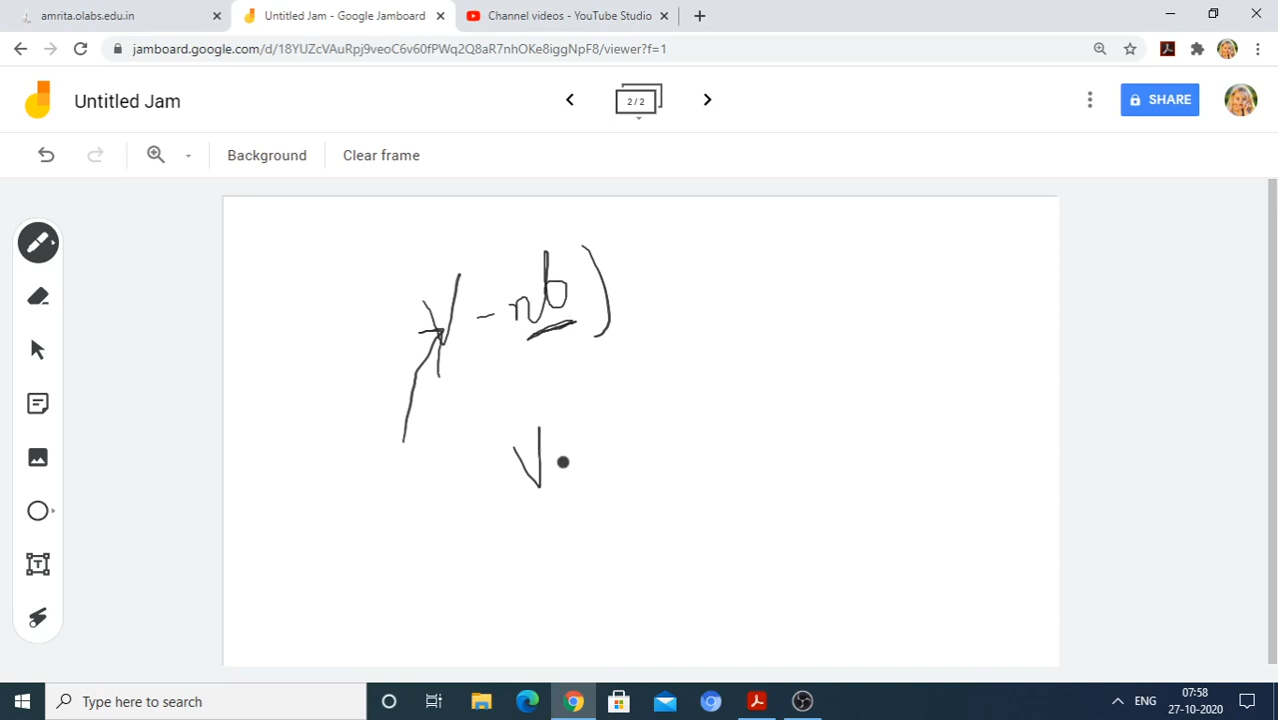 amrita.olabs.edu.in
Untitled Jam - Google Jamboard
Channel videos - YouTube Studio
jamboard.google.com/d/18YUZcVAuRpj9veoC6v60fPWq2Q8aR7nhOKe8iggNpF8/viewer?f=1
Untitled Jam
2 / 2
SHARE
Background
Clear frame
V - nb)
V
Type here to search
ENG
07:58
27-10-2020